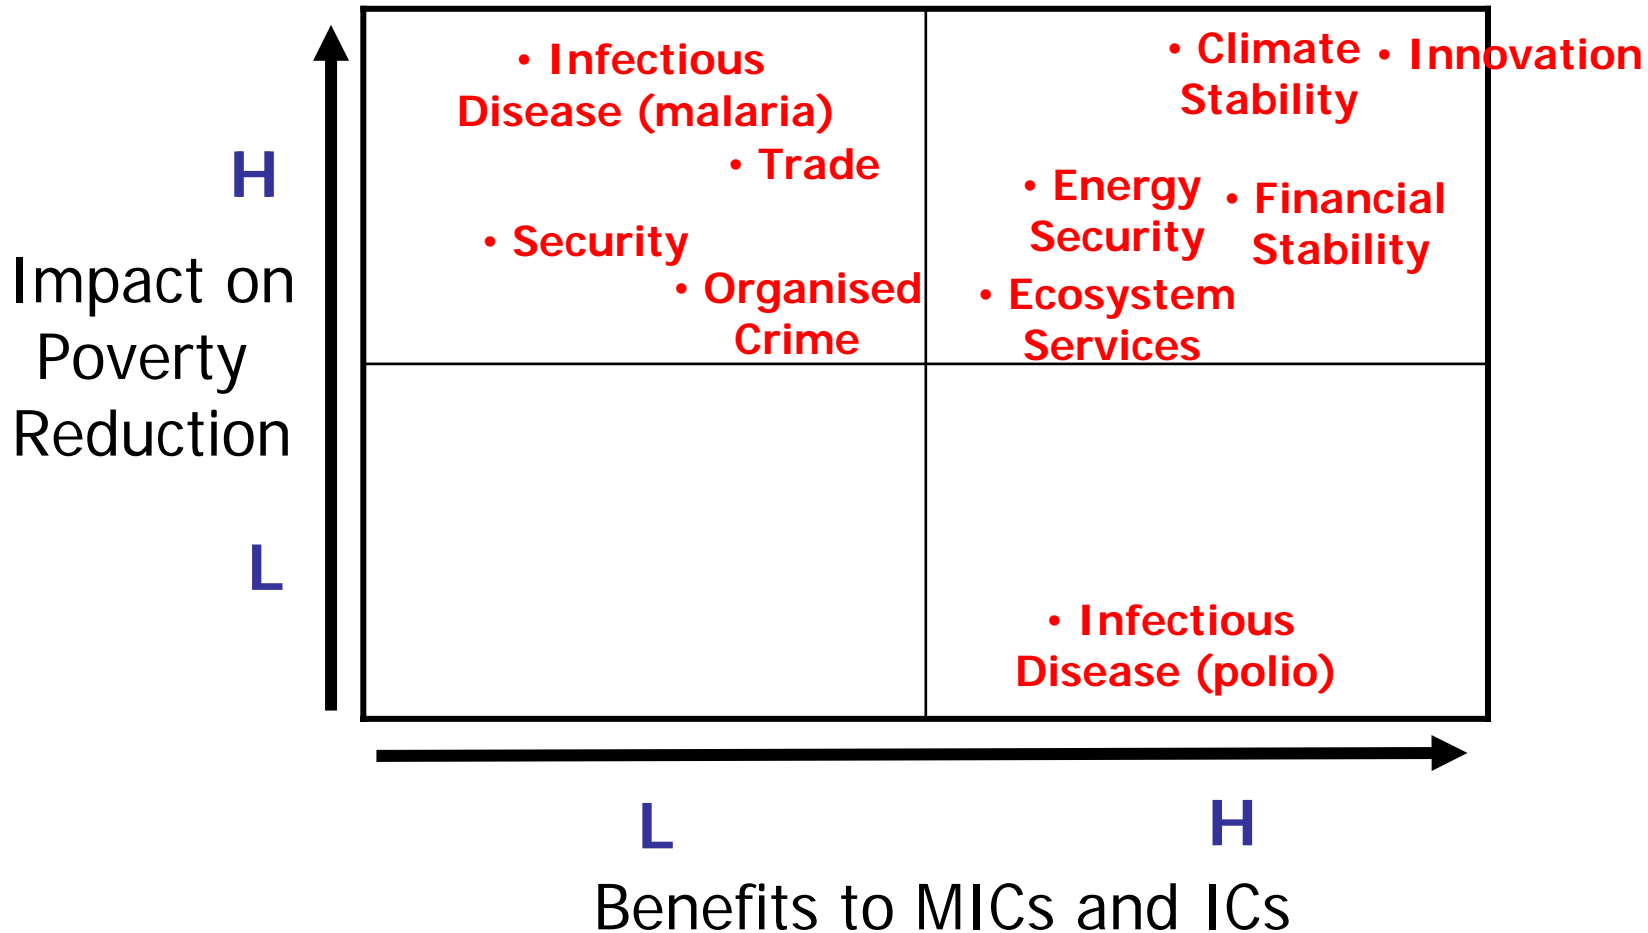 • Infectious
Disease (malaria)
• Trade
• Security
• Organised
Crime
• Climate
Stability
• Innovation
• Energy
Security
• Financial
Stability
• Ecosystem
Services
H
Impact on
Poverty
Reduction
L
• Infectious
Disease (polio)
L
H
Benefits to MICs and ICs